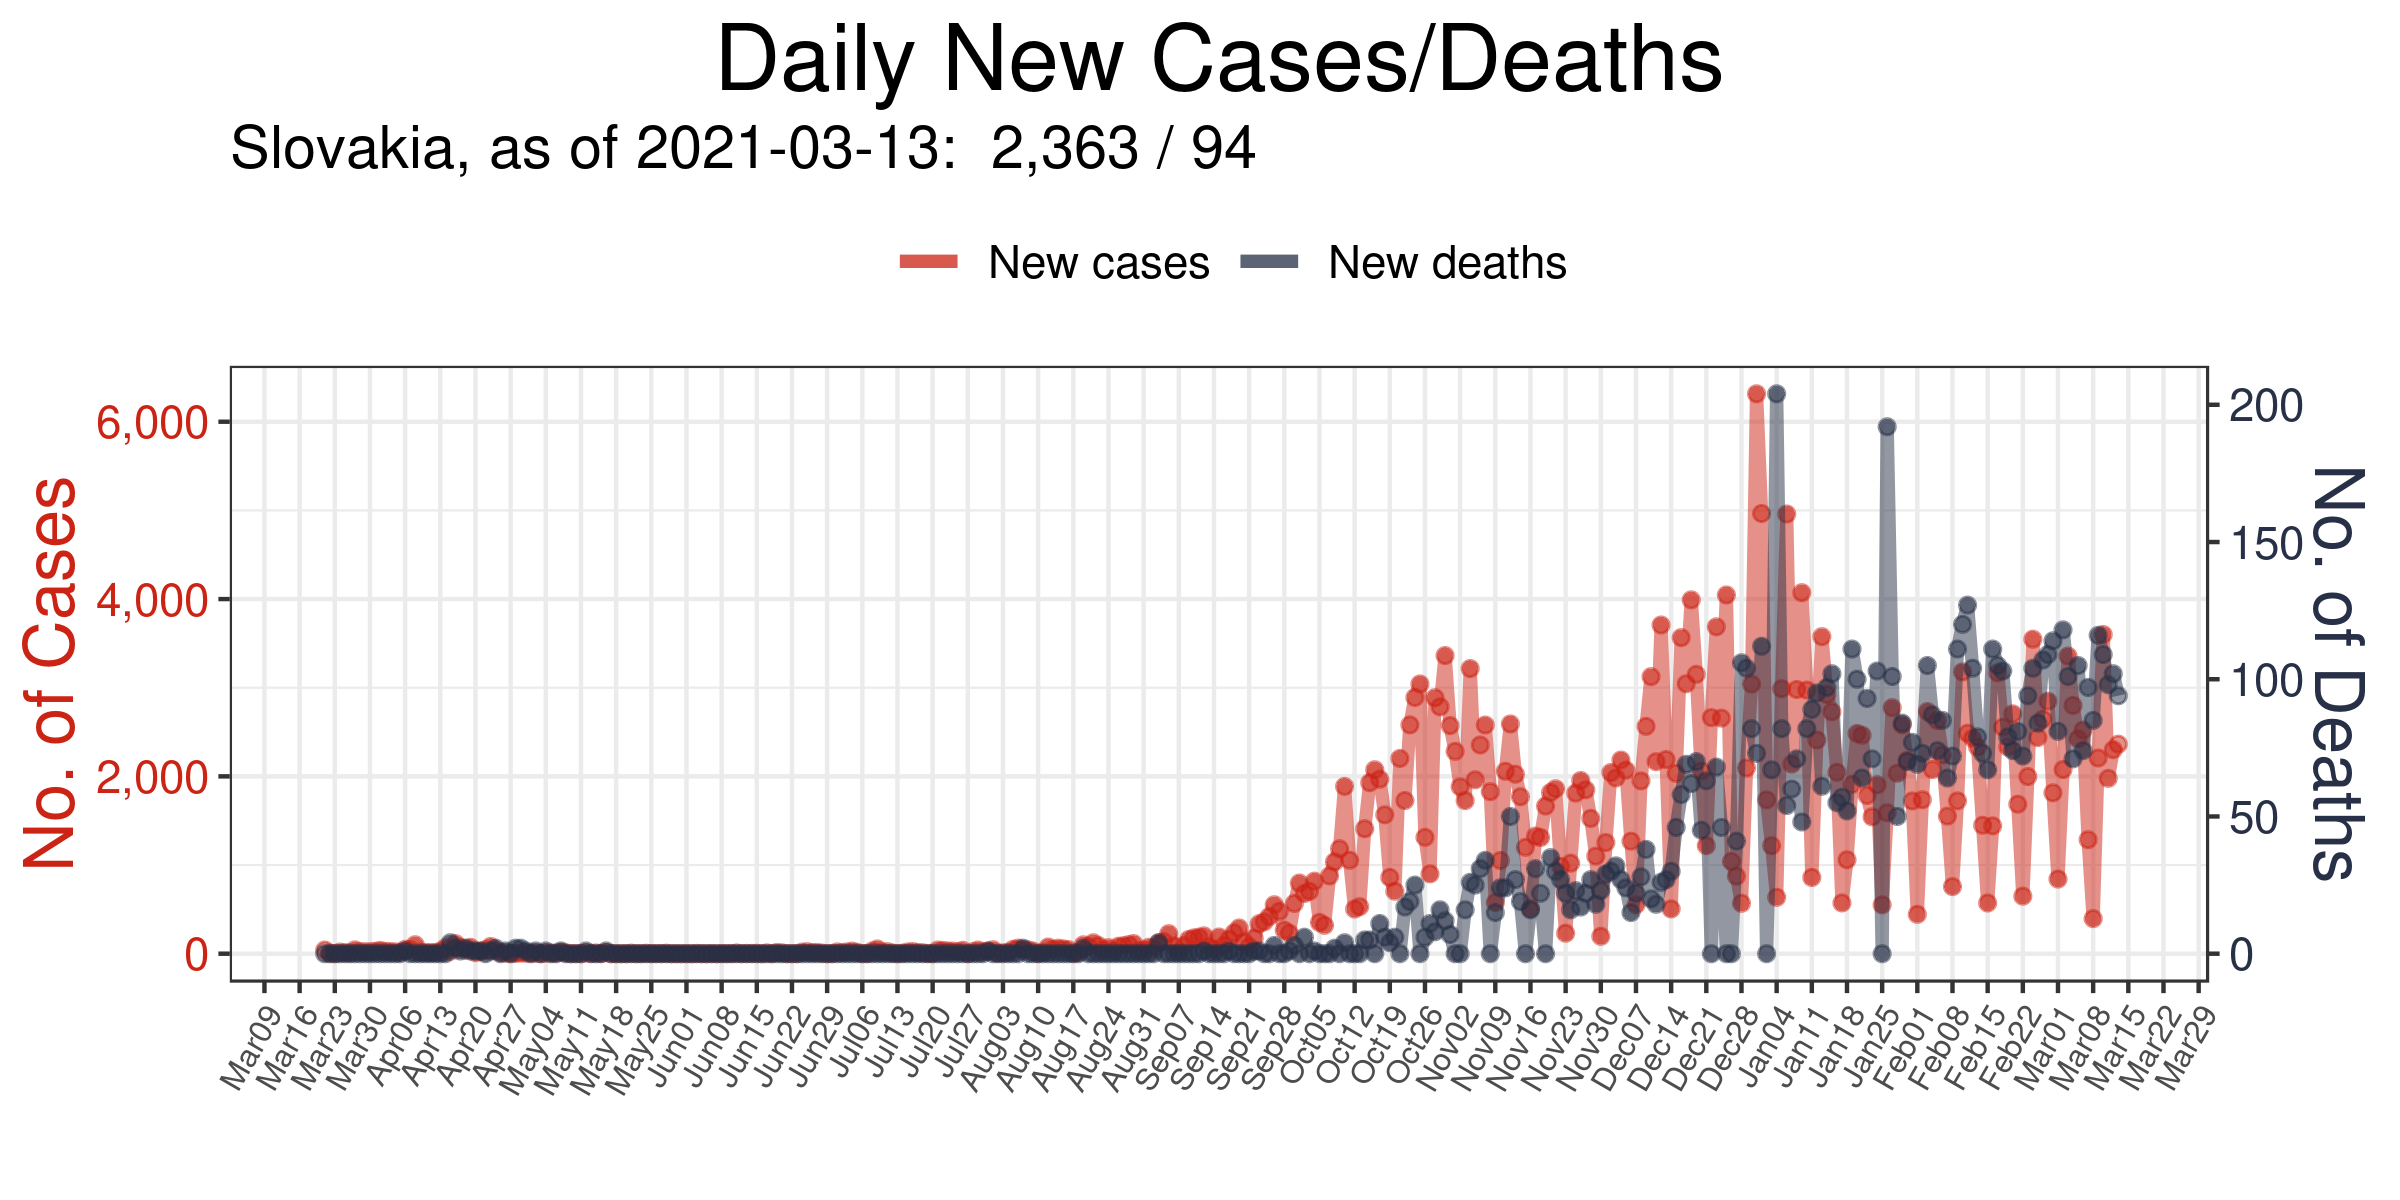 Daily New Cases/Deaths
Slovakia, as of 2021-03-13:  2,363 / 94
New cases
New deaths
No. of Cases
6,000
4,000
2,000
0
200
150
100
50
0
No. of Deaths
Mar09
Mar16
Mar23
Mar30
Apr06
Apr13
Apr20
Apr27
May04
May11
May18
May25
Jun01
Jun08
Jun15
Jun22
Jun29
Jul06
Jul13
Jul20
Jul27
Aug03
Aug10
Aug17
Aug24
Aug31
Sep07
Sep14
Sep21
Sep28
Oct05
Oct12
Oct19
Oct26
Nov02
Nov09
Nov16
Nov23
Nov30
Dec07
Dec14
Dec21
Dec28
Jan04
Jan11
Jan18
Jan25
Feb01
Feb08
Feb15
Feb22
Mar01
Mar08
Mar15
Mar22
Mar29